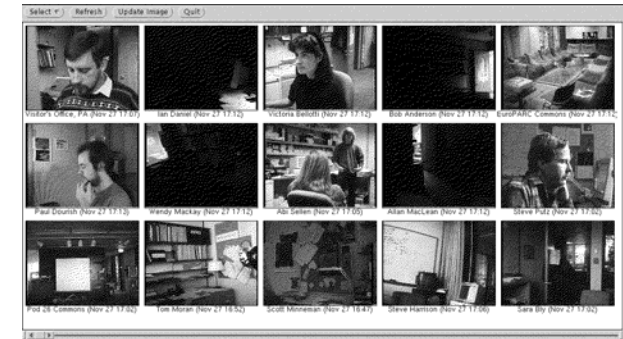 Select ▿ Refresh Update Image Quit
Visitor's Office, PA (Nov 27 17:07) Ian Daniel (Nov 27 17:12) Victoria Bellotti (Nov 27 17:12) Bob Anderson (Nov 27 17:12) EuroPARC Commons (Nov 27 17:12)
Paul Dourish (Nov 27 17:12) Wendy Mackay (Nov 27 17:12) Abi Sellen (Nov 27 17:05) Allan MacLean (Nov 27 17:12) Steve Putz (Nov 27 17:02)
Pod 26 Commons (Nov 27 17:02) Tom Moran (Nov 27 16:52) Scott Minneman (Nov 27 16:47) Steve Harrison (Nov 27 17:06) Sara Bly (Nov 27 17:02)